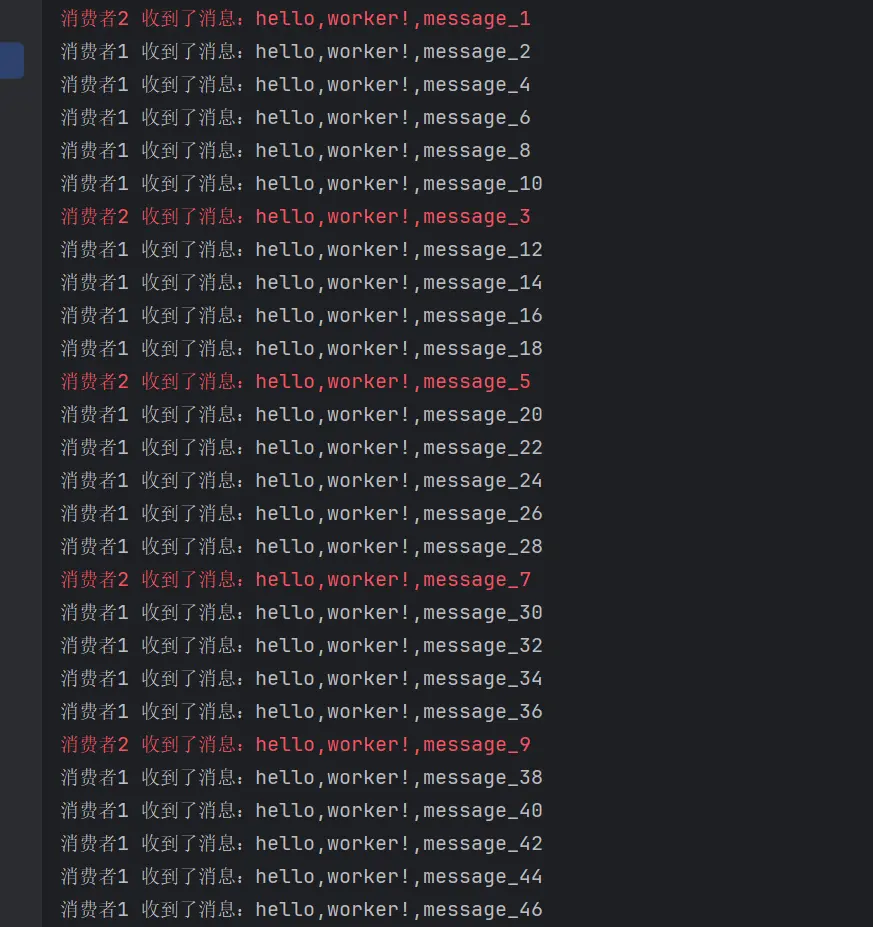 消费者2 收到了消息：hello,worker!,message_1
消费者1 收到了消息：hello,worker!,message_2
消费者1 收到了消息：hello,worker!,message_4
消费者1 收到了消息：hello,worker!,message_6
消费者1 收到了消息：hello,worker!,message_8
消费者1 收到了消息：hello,worker!,message_10
消费者2 收到了消息：hello,worker!,message_3
消费者1 收到了消息：hello,worker!,message_12
消费者1 收到了消息：hello,worker!,message_14
消费者1 收到了消息：hello,worker!,message_16
消费者1 收到了消息：hello,worker!,message_18
消费者2 收到了消息：hello,worker!,message_5
消费者1 收到了消息：hello,worker!,message_20
消费者1 收到了消息：hello,worker!,message_22
消费者1 收到了消息：hello,worker!,message_24
消费者1 收到了消息：hello,worker!,message_26
消费者1 收到了消息：hello,worker!,message_28
消费者2 收到了消息：hello,worker!,message_7
消费者1 收到了消息：hello,worker!,message_30
消费者1 收到了消息：hello,worker!,message_32
消费者1 收到了消息：hello,worker!,message_34
消费者1 收到了消息：hello,worker!,message_36
消费者2 收到了消息：hello,worker!,message_9
消费者1 收到了消息：hello,worker!,message_38
消费者1 收到了消息：hello,worker!,message_40
消费者1 收到了消息：hello,worker!,message_42
消费者1 收到了消息：hello,worker!,message_44
消费者1 收到了消息：hello,worker!,message_46